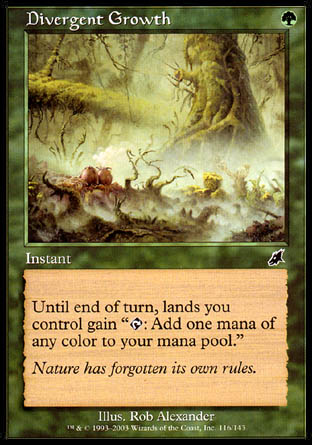 Divergent Growth
Instant
Until end of turn, lands you
control gain “: Add one mana of
any color to your mana pool.”
Nature has forgotten its own rules.
Illus. Rob Alexander
™ & © 1993–2003 Wizards of the Coast, Inc. 116/143